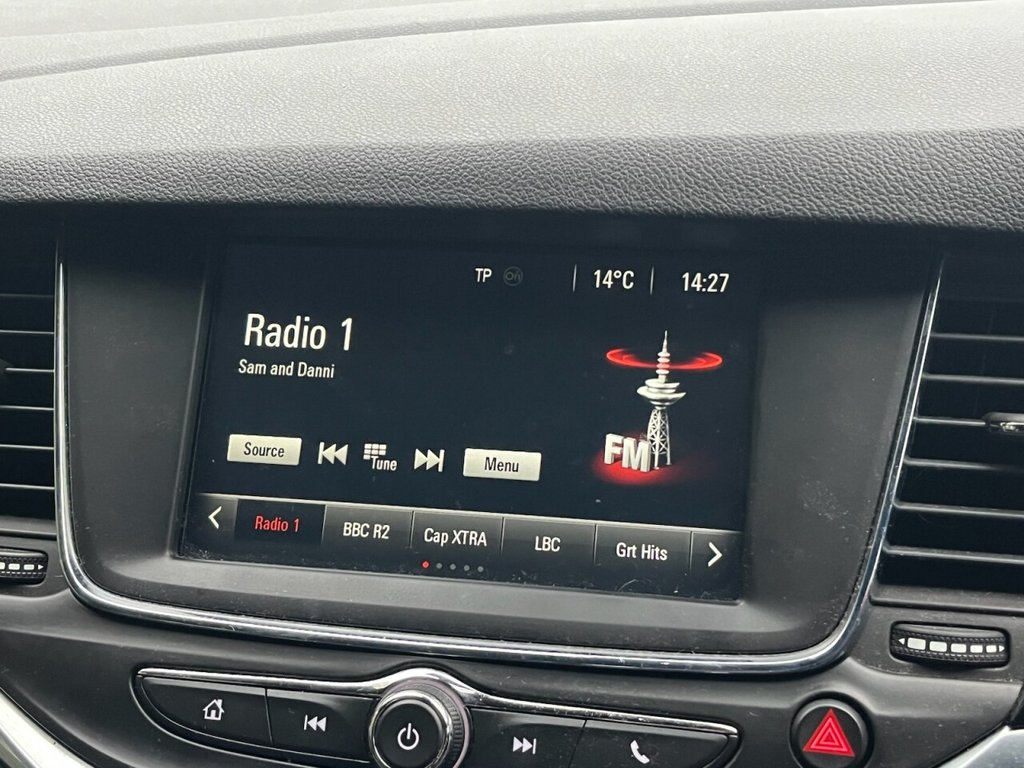 TP 14°C 14:27
Radio 1
Sam and Danni
FM
Source Tune Menu
Radio 1 BBC R2 Cap XTRA LBC Grt Hits